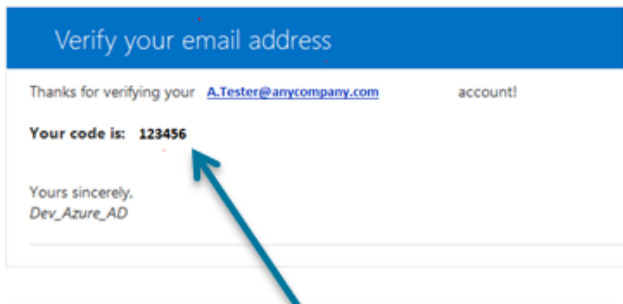 Verify your email address
Thanks for verifying your A.Tester@anycompany.com account!
Your code is: 123456
Yours sincerely,
Dev_Azure_AD